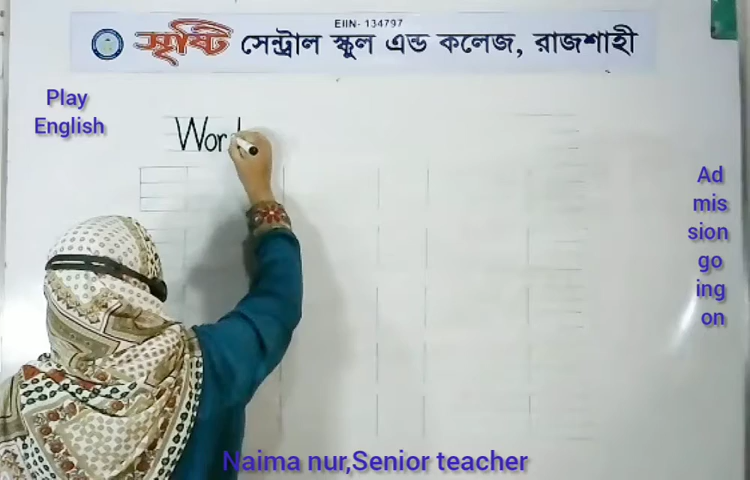 EIIN- 134797
সৃষ্টি সেন্ট্রাল স্কুল এন্ড কলেজ, রাজশাহী
Play
English
Wor
Ad
mis
sion
go
ing
on
Naima nur,Senior teacher